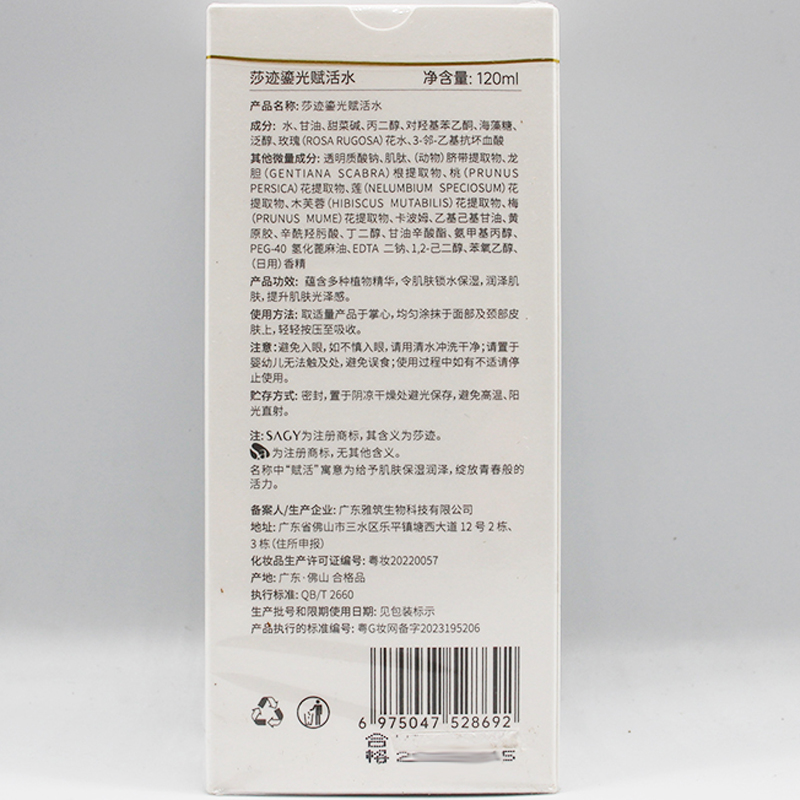 莎迹鎏光赋活水 净含量: 120ml
产品名称: 莎迹鎏光赋活水
成分: 水、甘油、甜菜碱、丙二醇、对羟基苯乙酮、海藻糖、
泛醇、玫瑰(ROSA RUGOSA)花水、3-邻-乙基抗坏血酸
其他微量成分: 透明质酸钠、肌肽、(动物)脐带提取物、龙
胆(GENTIANA SCABRA)根提取物、桃(PRUNUS
PERSICA)花提取物、莲(NELUMBIUM SPECIOSUM)花
提取物、木芙蓉(HIBISCUS MUTABILIS)花提取物、梅
(PRUNUS MUME)花提取物、卡波姆、乙基己基甘油、黄
原胶、辛酰羟肟酸、丁二醇、甘油辛酸酯、氨甲基丙醇、
PEG-40 氢化蓖麻油、EDTA 二钠、1,2-己二醇、苯氧乙醇、
(日用)香精
产品功效: 蕴含多种植物精华,令肌肤锁水保湿,润泽肌
肤,提升肌肤光泽感。
使用方法: 取适量产品于掌心,均匀涂抹于面部及颈部皮
肤上,轻轻按压至吸收。
注意:避免入眼,如不慎入眼,请用清水冲洗干净;请置于
婴幼儿无法触及处,避免误食;使用过程中如有不适请停
止使用。
贮存方式: 密封,置于阴凉干燥处避光保存,避免高温、阳
光直射。
注: SAGY为注册商标,其含义为莎迹。
为注册商标,无其他含义。
名称中“赋活”寓意为给予肌肤保湿润泽,绽放青春般的
活力。
备案人/生产企业: 广东雅筑生物科技有限公司
地址: 广东省佛山市三水区乐平镇塘西大道 12 号 2 栋、
3 栋(住所申报)
化妆品生产许可证编号: 粤妆20220057
产地: 广东·佛山 合格品
执行标准: QB/T 2660
生产批号和限期使用日期: 见包装标示
产品执行的标准编号: 粤G妆网备字2023195206
6 975047 528692
合格